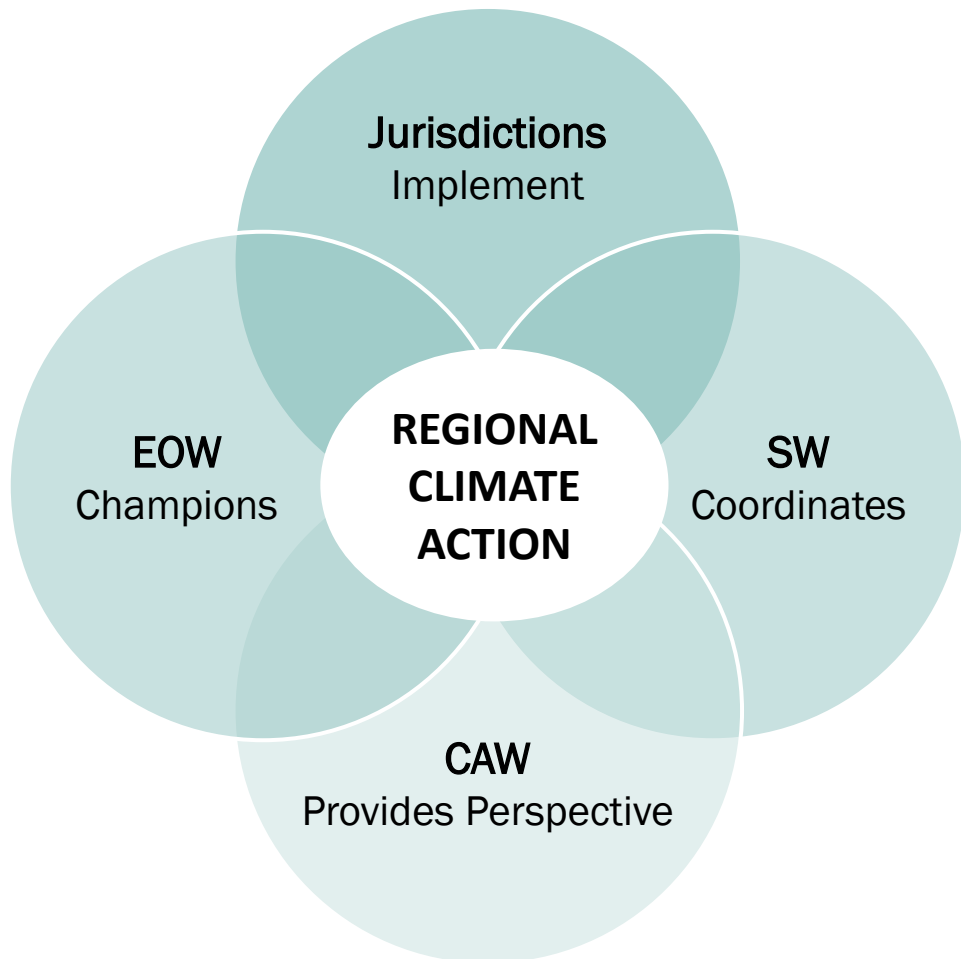 Jurisdictions
Implement
EOW
Champions
REGIONAL
CLIMATE
ACTION
SW
Coordinates
CAW
Provides Perspective